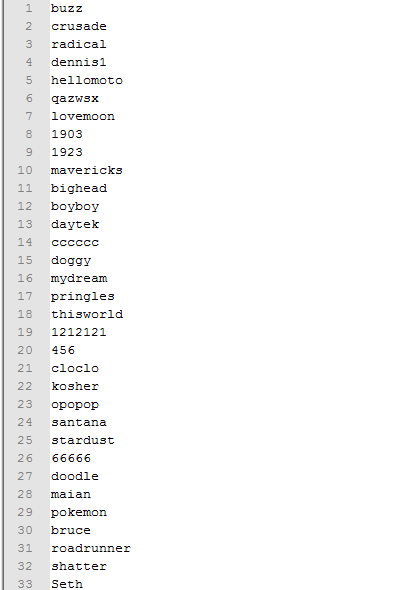 1 buzz
2 crusade
3 radical
4 dennis1
5 hellomoto
6 qazwsx
7 lovemoon
8 1903
9 1923
10 mavericks
11 bighead
12 boyboy
13 daytek
14 cccccc
15 doggy
16 mydream
17 pringles
18 thisworld
19 1212121
20 456
21 cloclo
22 kosher
23 opopop
24 santana
25 stardust
26 66666
27 doodle
28 maian
29 pokemon
30 bruce
31 roadrunner
32 shatter
33 Seth